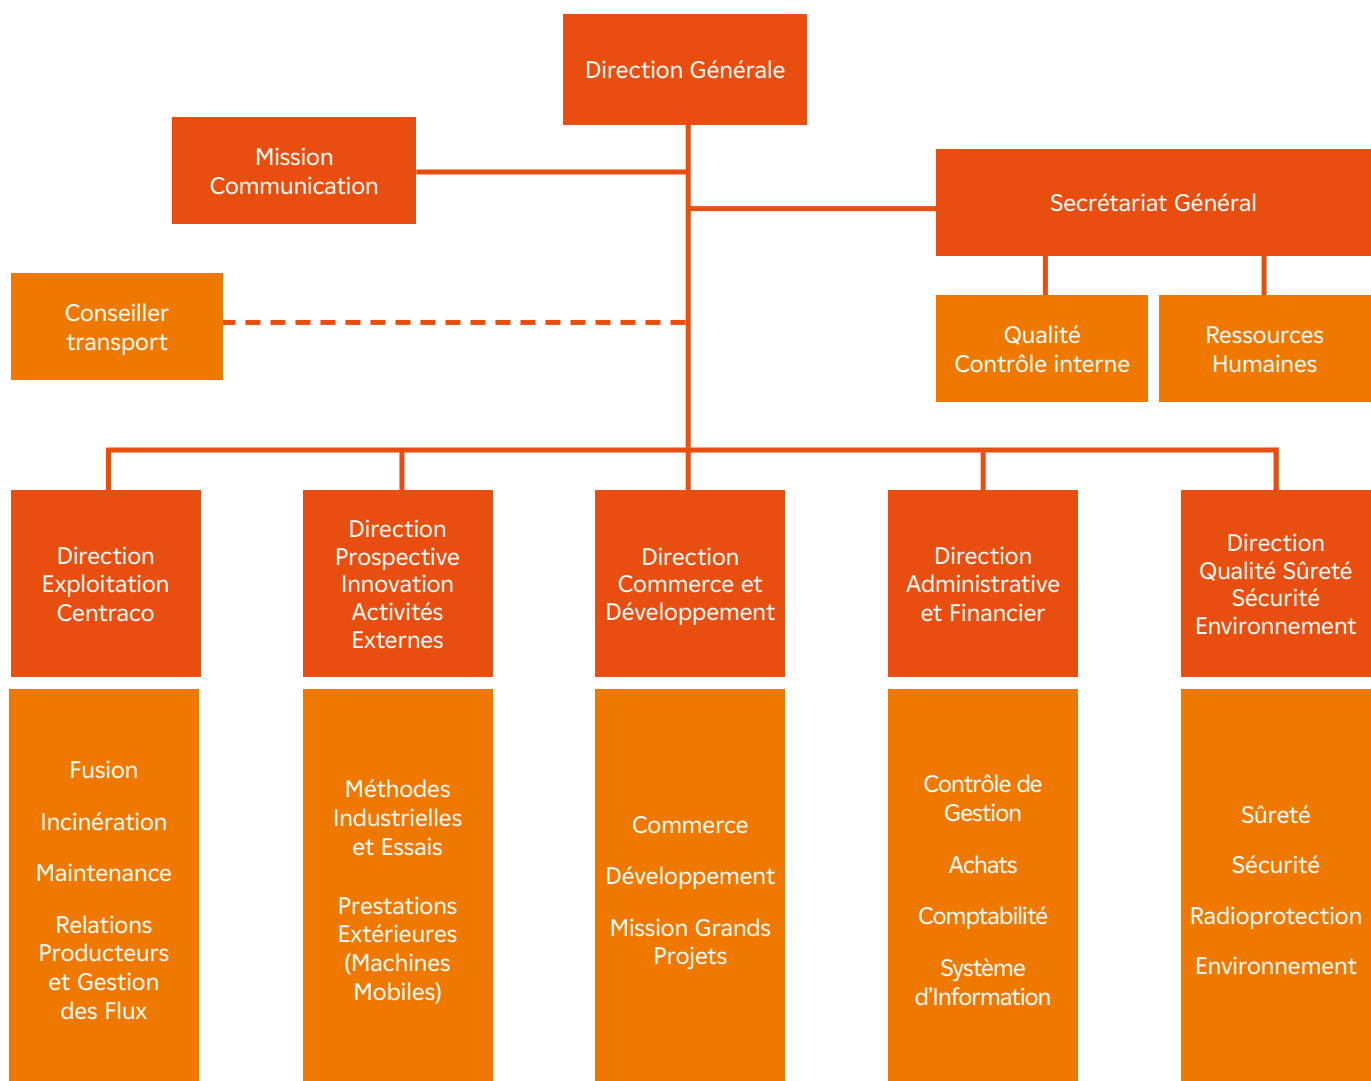 Direction Générale
Mission
Communication
Secrétariat Général
Conseiller
transport
Qualité
Contrôle interne
Ressources
Humaines
Direction
Exploitation
Centraco
Direction
Prospective
Innovation
Activités
Externes
Direction
Commerce et
Développement
Direction
Administrative
et Financier
Direction
Qualité Sûreté
Sécurité
Environnement
Fusion
Incinération
Maintenance
Relations
Producteurs
et Gestion
des Flux
Méthodes
Industrielles
et Essais
Prestations
Extérieures
(Machines
Mobiles)
Commerce
Développement
Mission Grands
Projets
Contrôle de
Gestion
Achats
Comptabilité
Système
d’Information
Sûreté
Sécurité
Radioprotection
Environnement